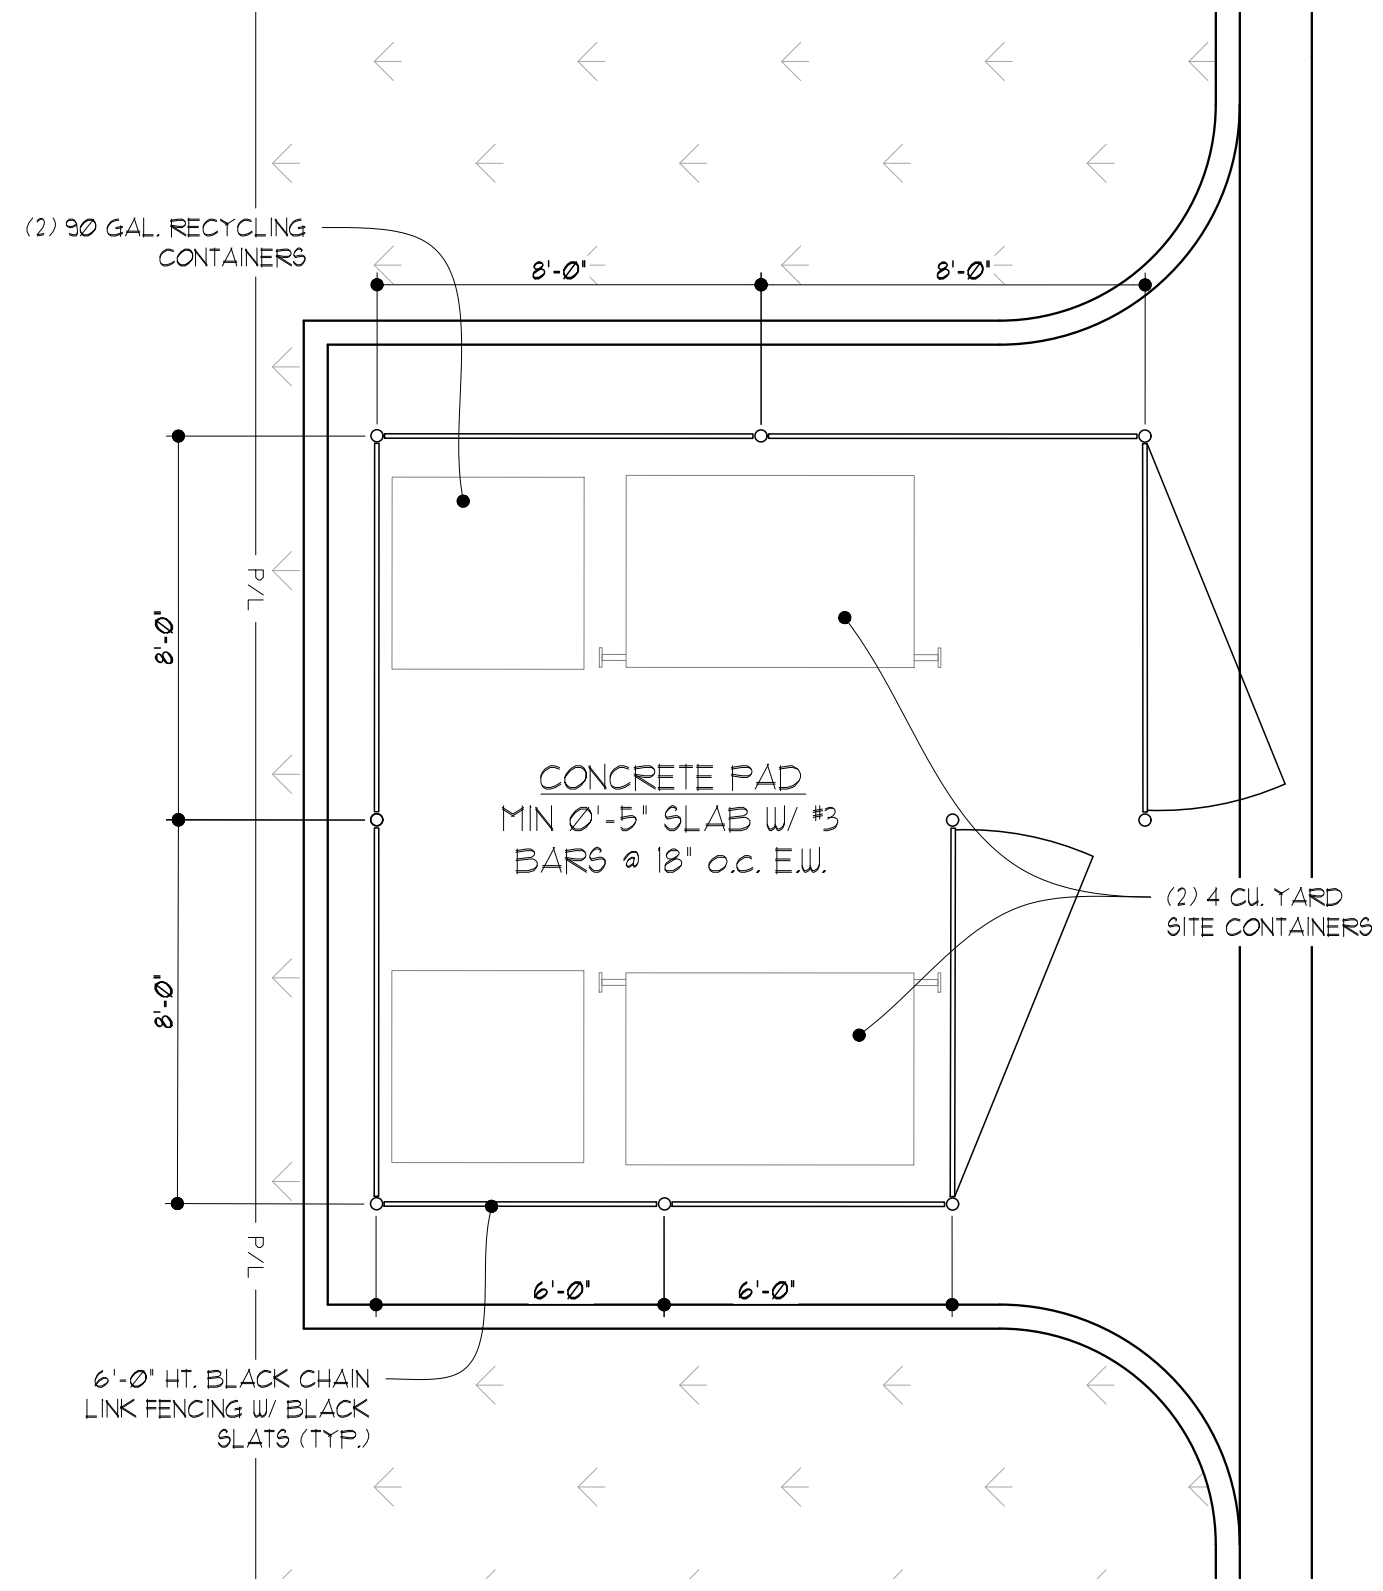 (2) 90 GAL. RECYCLING
CONTAINERS
8'-0"
8'-0"
P/L
8'-0"
CONCRETE PAD
MIN 0'-5" SLAB W/ #3
BARS @ 18" O.C. E.W.
(2) 4 CU. YARD
SITE CONTAINERS
8'-0"
P/L
6'-0"
6'-0"
6'-0" HT. BLACK CHAIN
LINK FENCING W/ BLACK
SLATS (TYP.)